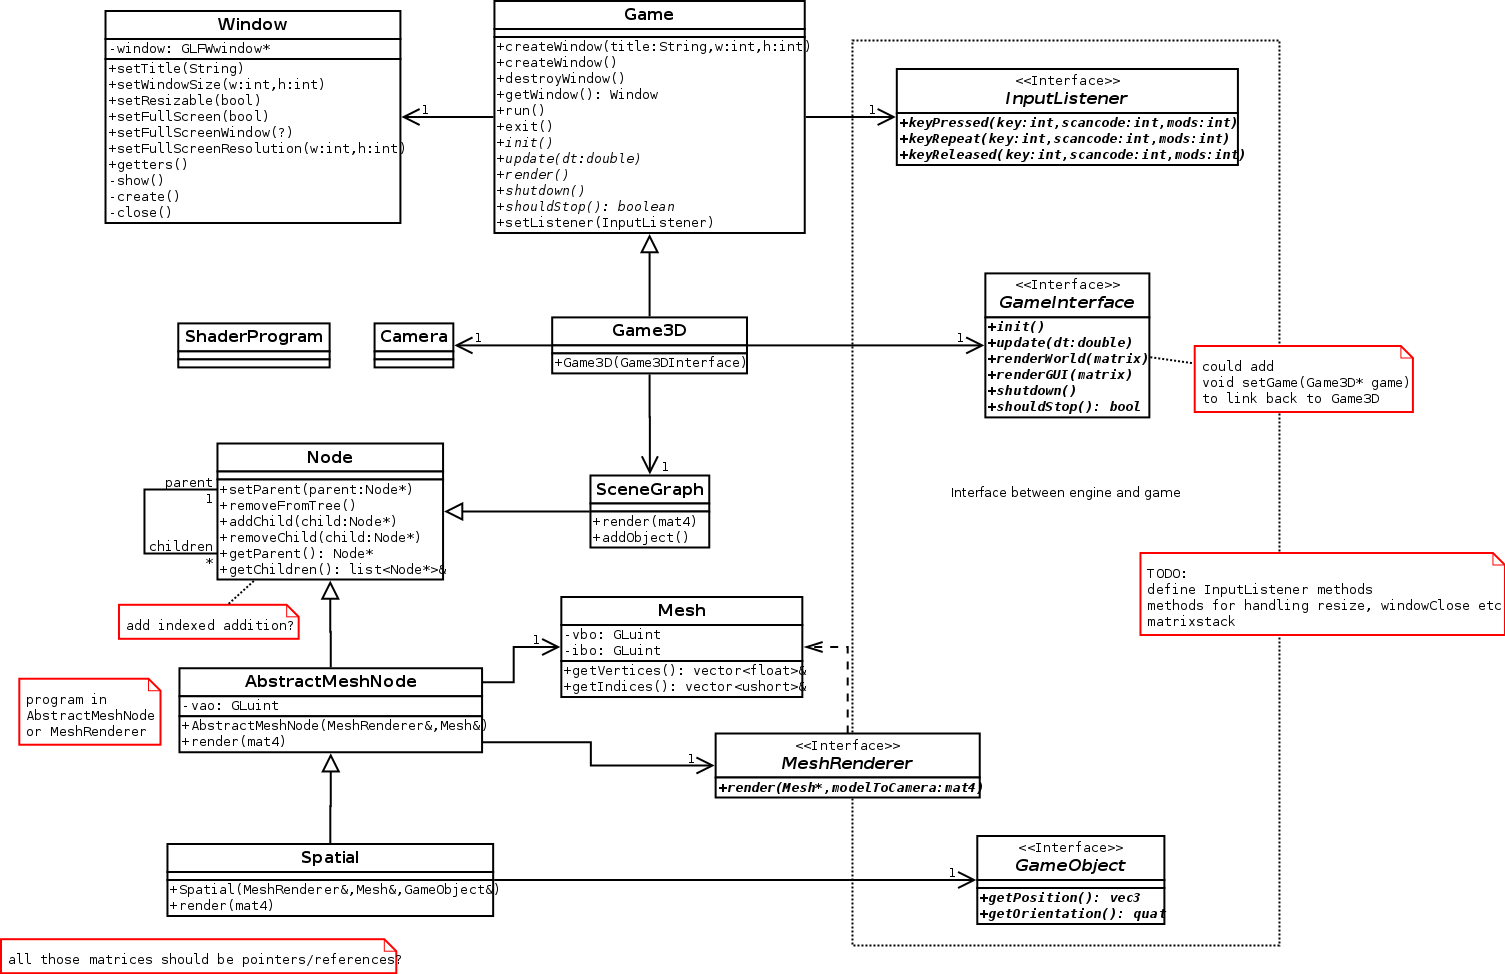 Window
-window: GLFWwindow*
+setTitle(String)
+setWindowSize(w:int,h:int)
+setResizable(bool)
+setFullScreen(bool)
+setFullScreenWindow(?)
+setFullScreenResolution(w:int,h:int)
+getters()
-show()
-create()
-close()
1
Game
+createWindow(title:String,w:int,h:int)
+createWindow()
+destroyWindow()
+getWindow(): Window
+run()
+exit()
+init()
+update(dt:double)
+render()
+shutdown()
+shouldStop(): boolean
+setListener(InputListener)
1
<<Interface>>
InputListener
+keyPressed(key:int,scancode:int,mods:int)
+keyRepeat(key:int,scancode:int,mods:int)
+keyReleased(key:int,scancode:int,mods:int)
ShaderProgram
Camera
1
Game3D
+Game3D(Game3DInterface)
1
<<Interface>>
GameInterface
+init()
+update(dt:double)
+renderWorld(matrix)
+renderGUI(matrix)
+shutdown()
+shouldStop(): bool
could add
void setGame(Game3D* game)
to link back to Game3D
Node
+setParent(parent:Node*)
+removeFromTree()
+addChild(child:Node*)
+removeChild(child:Node*)
+getParent(): Node*
+getChildren(): list<Node*>&
parent
1
children
*
1
SceneGraph
+render(mat4)
+addObject()
Interface between engine and game
TODO:
define InputListener methods
methods for handling resize, windowClose etc
matrixstack
add indexed addition?
Mesh
-vbo: GLuint
-ibo: GLuint
+getVertices(): vector<float>&
+getIndices(): vector<ushort>&
1
program in
AbstractMeshNode
or MeshRenderer
AbstractMeshNode
-vao: GLuint
+AbstractMeshNode(MeshRenderer&,Mesh&)
+render(mat4)
1
<<Interface>>
MeshRenderer
+render(Mesh*,modelToCamera:mat4)
Spatial
+Spatial(MeshRenderer&,Mesh&,GameObject&)
+render(mat4)
1
<<Interface>>
GameObject
+getPosition(): vec3
+getOrientation(): quat
all those matrices should be pointers/references?